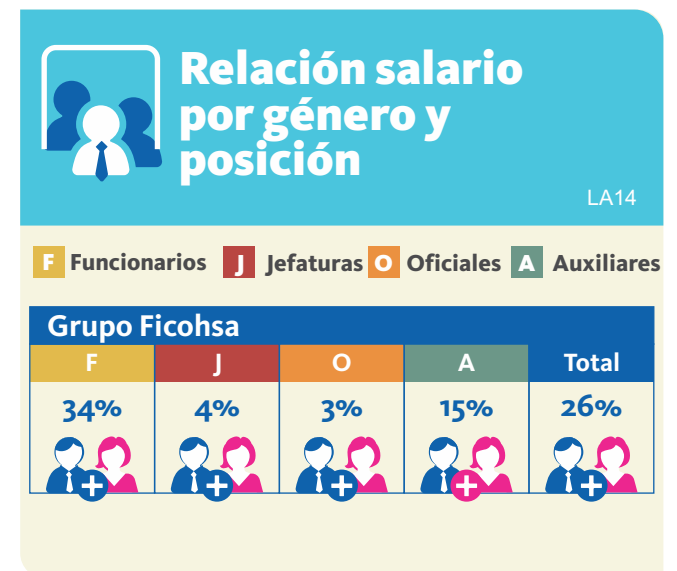 Relación salario
por género y
posición
LA14
F Funcionarios J Jefaturas O Oficiales A Auxiliares
Grupo Ficohsa
F J O A Total
34% 4% 3% 15% 26%
+ + + + +